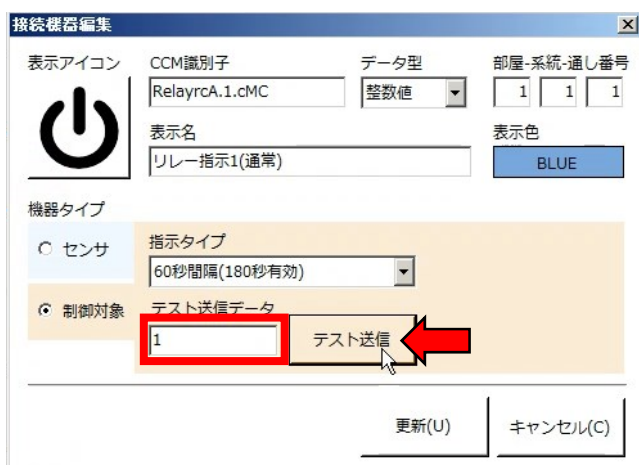 接続機器編集
表示アイコン
CCM識別子
データ型
部屋-系統-通し番号
RelayrcA.1.cMC
整数値
1
1
1
表示名
表示色
リレー指示1(通常)
BLUE
機器タイプ
センサ
指示タイプ
60秒間隔(180秒有効)
制御対象
テスト送信データ
1
テスト送信
更新(U)
キャンセル(C)